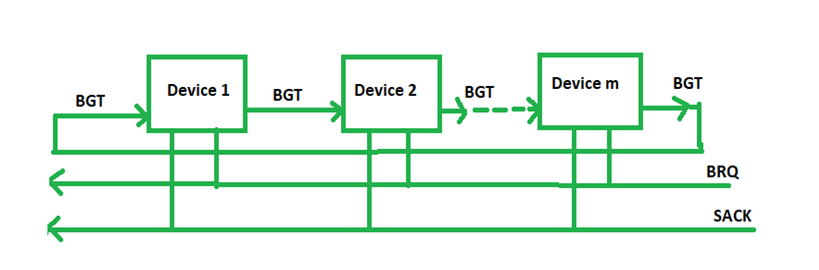 BGT
Device 1
BGT
Device 2
BGT
Device m
BGT
BRQ
SACK